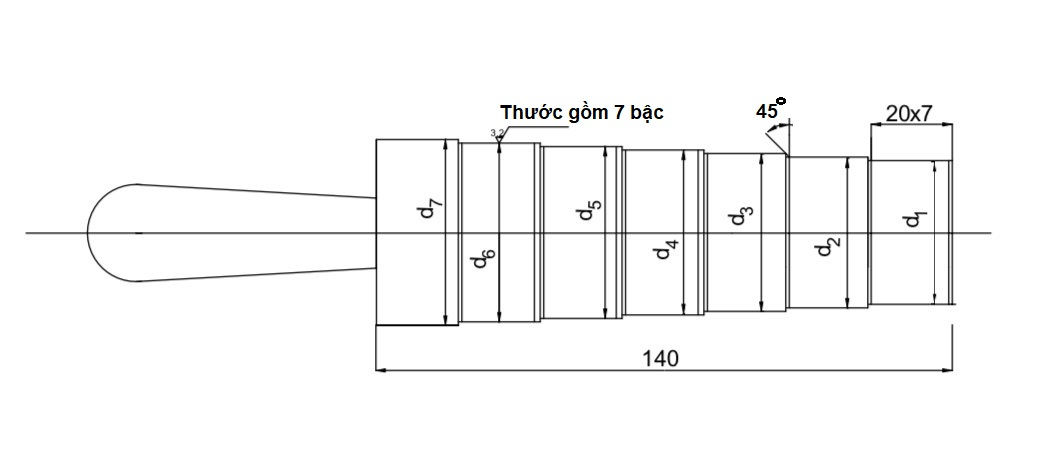 Thước gồm 7 bậc
3,2
45°
20x7
d7
d6
d5
d4
d3
d2
d1
140